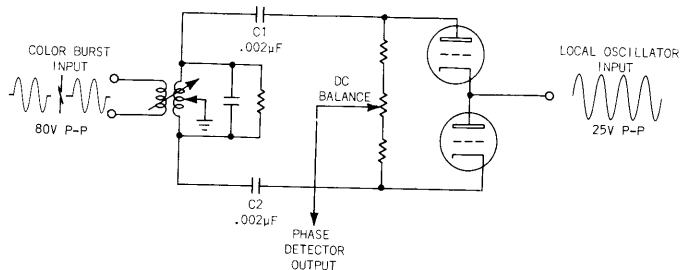 COLOR BURST
INPUT
80V P-P
C1
.002µF
DC
BALANCE
C2
.002µF
PHASE
DETECTOR
OUTPUT
LOCAL OSCILLATOR
INPUT
25V P-P